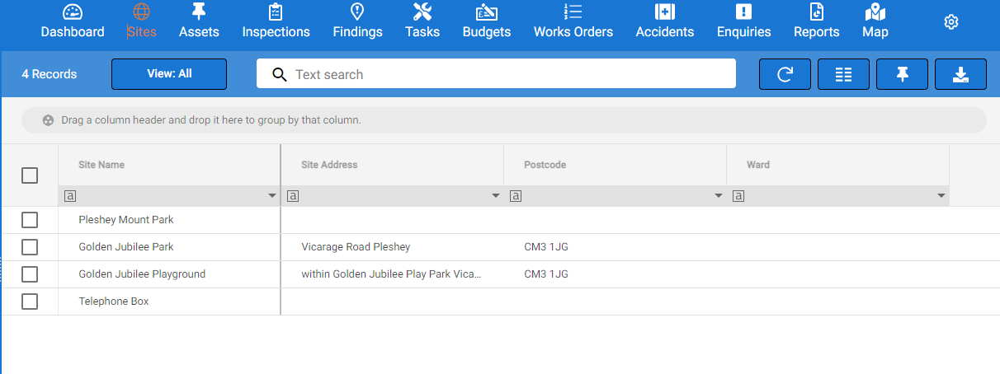 Dashboard Sites Assets Inspections Findings Tasks Budgets Works Orders Accidents Enquiries Reports Map
4 Records View: All Text search
Drag a column header and drop it here to group by that column.
Site Name Site Address Postcode Ward
a a a a
Pleshey Mount Park
Golden Jubilee Park Vicarage Road Pleshey CM3 1JG
Golden Jubilee Playground within Golden Jubilee Play Park Vica... CM3 1JG
Telephone Box